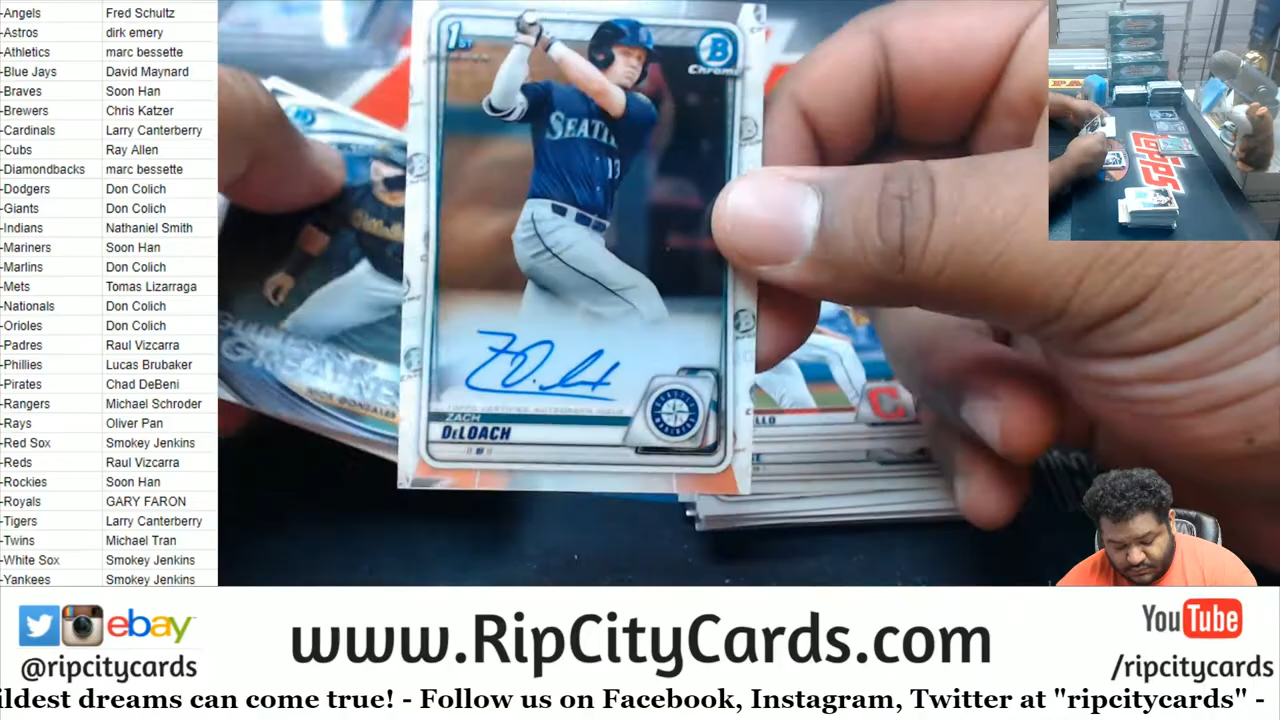 -Angels Fred Schultz
-Astros dirk emery
-Athletics marc bessette
-Blue Jays David Maynard
-Braves Soon Han
-Brewers Chris Katzer
-Cardinals Larry Canterberry
-Cubs Ray Allen
-Diamondbacks marc bessette
-Dodgers Don Colich
-Giants Don Colich
-Indians Nathaniel Smith
-Mariners Soon Han
-Marlins Don Colich
-Mets Tomas Lizarraga
-Nationals Don Colich
-Orioles Don Colich
-Padres Raul Vizcarra
-Phillies Lucas Brubaker
-Pirates Chad DeBeni
-Rangers Michael Schroder
-Rays Oliver Pan
-Red Sox Smokey Jenkins
-Reds Raul Vizcarra
-Rockies Soon Han
-Royals GARY FARON
-Tigers Larry Canterberry
-Twins Michael Tran
-White Sox Smokey Jenkins
-Yankees Smokey Jenkins
1ST
B
Chrome
SEATTL
13
TOPPS CERTIFIED AUTOGRAPH ISSUE
ZACH
DeLOACH
C
Topps
ebay
@ripcitycards
www.RipCityCards.com
YouTube
/ripcitycards
ildest dreams can come true! - Follow us on Facebook, Instagram, Twitter at "ripcitycards" -